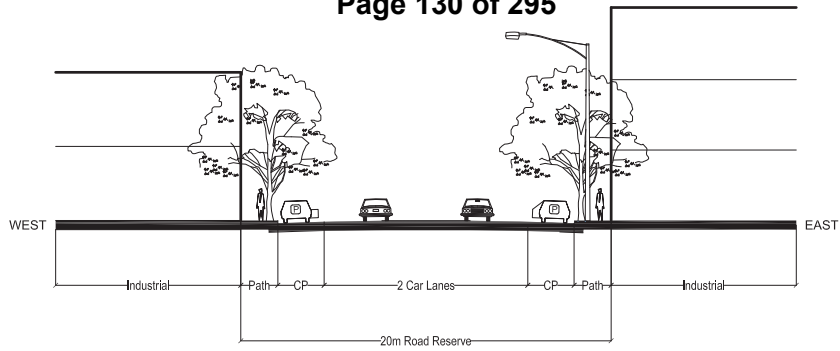 Page 130 of 295
P
P
WEST
EAST
Industrial Path CP 2 Car Lanes CP Path Industrial
20m Road Reserve